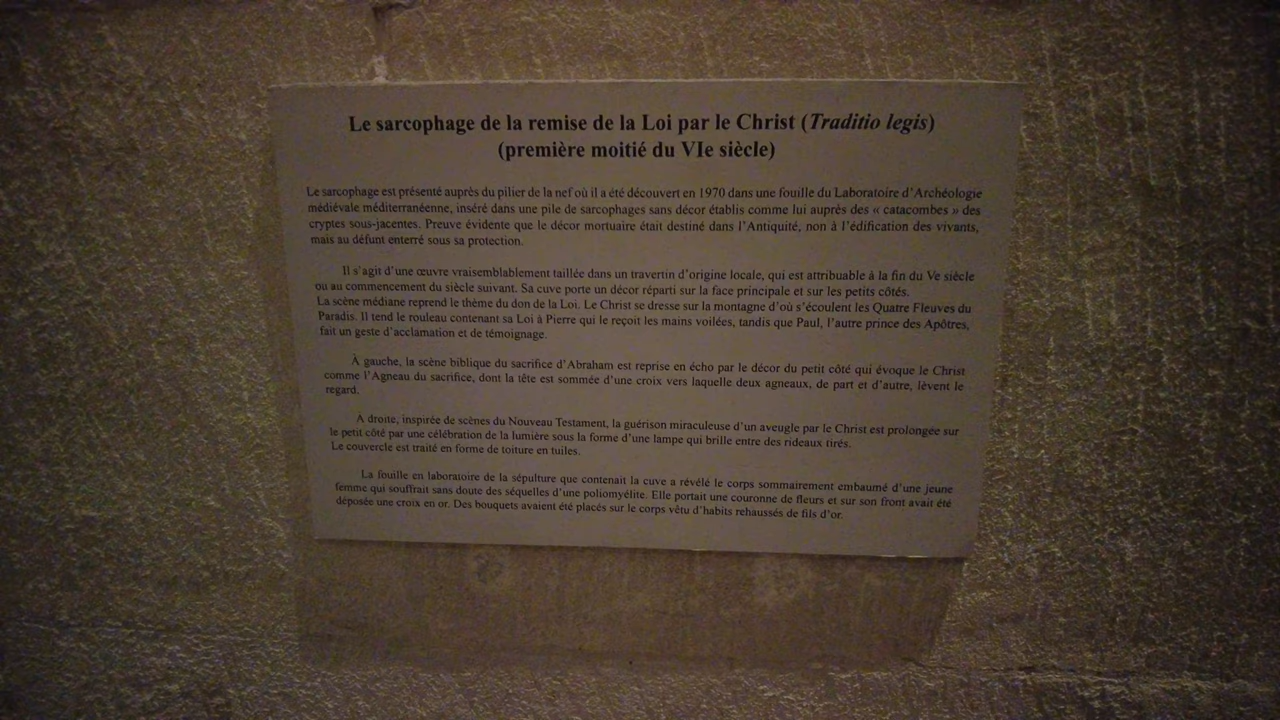 Le sarcophage de la remise de la Loi par le Christ (Traditio legis)
(première moitié du VIe siècle)
Le sarcophage est présenté auprès du pilier de la nef où il a été découvert en 1970 dans une fouille du Laboratoire d'Archéologie
médiévale méditerranéenne, inséré dans une pile de sarcophages sans décor établis comme lui auprès des « catacombes » des
cryptes sous-jacentes. Preuve évidente que le décor mortuaire était destiné dans l'Antiquité, non à l'édification des vivants,
mais au défunt enterré sous sa protection.
Il s'agit d'une œuvre vraisemblablement taillée dans un travertin d'origine locale, qui est attribuable à la fin du Ve siècle
ou au commencement du siècle suivant. Sa cuve porte un décor réparti sur la face principale et sur les petits côtés.
La scène médiane reprend le thème du don de la Loi. Le Christ se dresse sur la montagne d'où s'écoulent les Quatre Fleuves du
Paradis. Il tend le rouleau contenant sa Loi à Pierre qui le reçoit les mains voilées, tandis que Paul, l'autre prince des Apôtres,
fait un geste d'acclamation et de témoignage.
À gauche, la scène biblique du sacrifice d'Abraham est reprise en écho par le décor du petit côté qui évoque le Christ
comme l'Agneau du sacrifice, dont la tête est sommée d'une croix vers laquelle deux agneaux, de part et d'autre, lèvent le
regard.
A droite, inspirée de scènes du Nouveau Testament, la guérison miraculeuse d'un aveugle par le Christ est prolongée sur
le petit côté par une célébration de la lumière sous la forme d'une lampe qui brille entre des rideaux tirés.
Le couvercle est traité en forme de toiture en tuiles.
La fouille en laboratoire de la sépulture que contenait la cuve a révélé le corps sommairement embaumé d'une jeune
femme qui souffrait sans doute des séquelles d'une poliomyélite. Elle portait une couronne de fleurs et sur son front avait été
déposée une croix en or. Des bouquets avaient été placés sur le corps vêtu d'habits rehaussés de fils d'or.